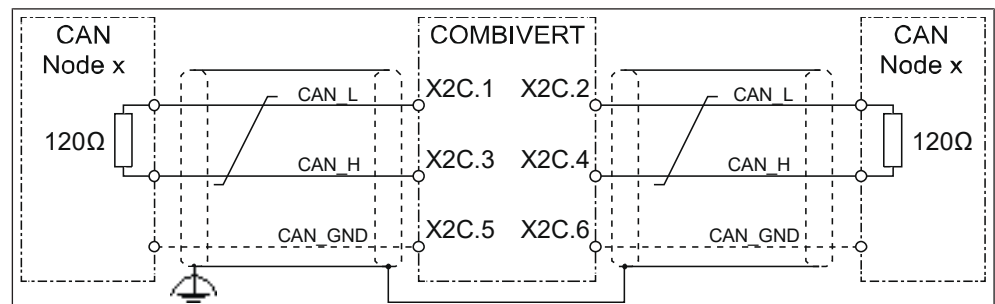 CAN
Node x
COMBIVERT
CAN
Node x
CAN_L
X2C.1
X2C.2
CAN_L
120Ω
120Ω
CAN_H
X2C.3
X2C.4
CAN_H
CAN_GND
X2C.5
X2C.6
CAN_GND